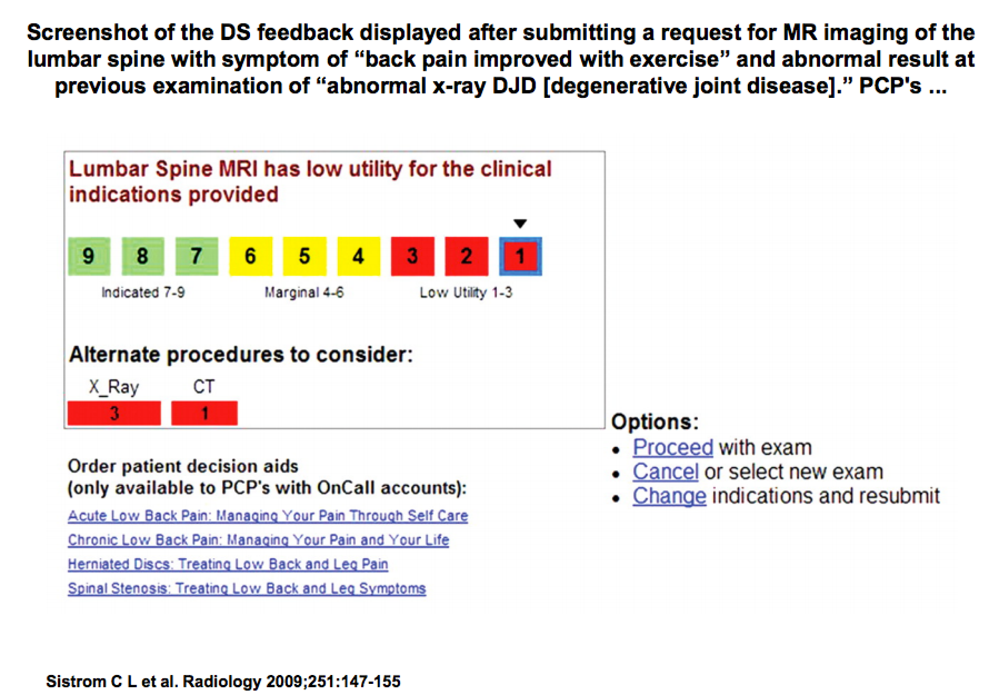 Screenshot of the DS feedback displayed after submitting a request for MR imaging of the
lumbar spine with symptom of “back pain improved with exercise” and abnormal result at
previous examination of “abnormal x-ray DJD [degenerative joint disease].” PCP's ...
Lumbar Spine MRI has low utility for the clinical
indications provided
9 8 7 6 5 4 3 2 1
Indicated 7-9 Marginal 4-6 Low Utility 1-3
Alternate procedures to consider:
X_Ray CT
3 1
Options:
• Proceed with exam
• Cancel or select new exam
• Change indications and resubmit
Order patient decision aids
(only available to PCP's with OnCall accounts):
Acute Low Back Pain: Managing Your Pain Through Self Care
Chronic Low Back Pain: Managing Your Pain and Your Life
Herniated Discs: Treating Low Back and Leg Pain
Spinal Stenosis: Treating Low Back and Leg Symptoms
Sistrom C L et al. Radiology 2009;251:147-155